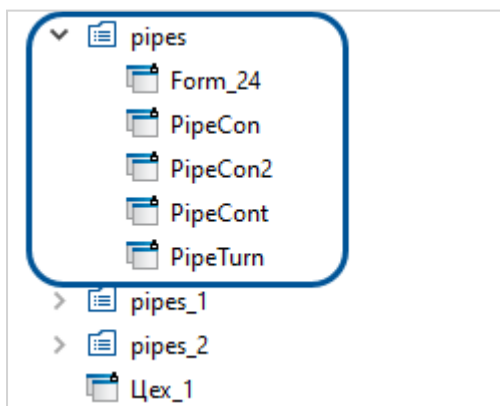 pipes
Form_24
PipeCon
PipeCon2
PipeCont
PipeTurn
pipes_1
pipes_2
Цех_1